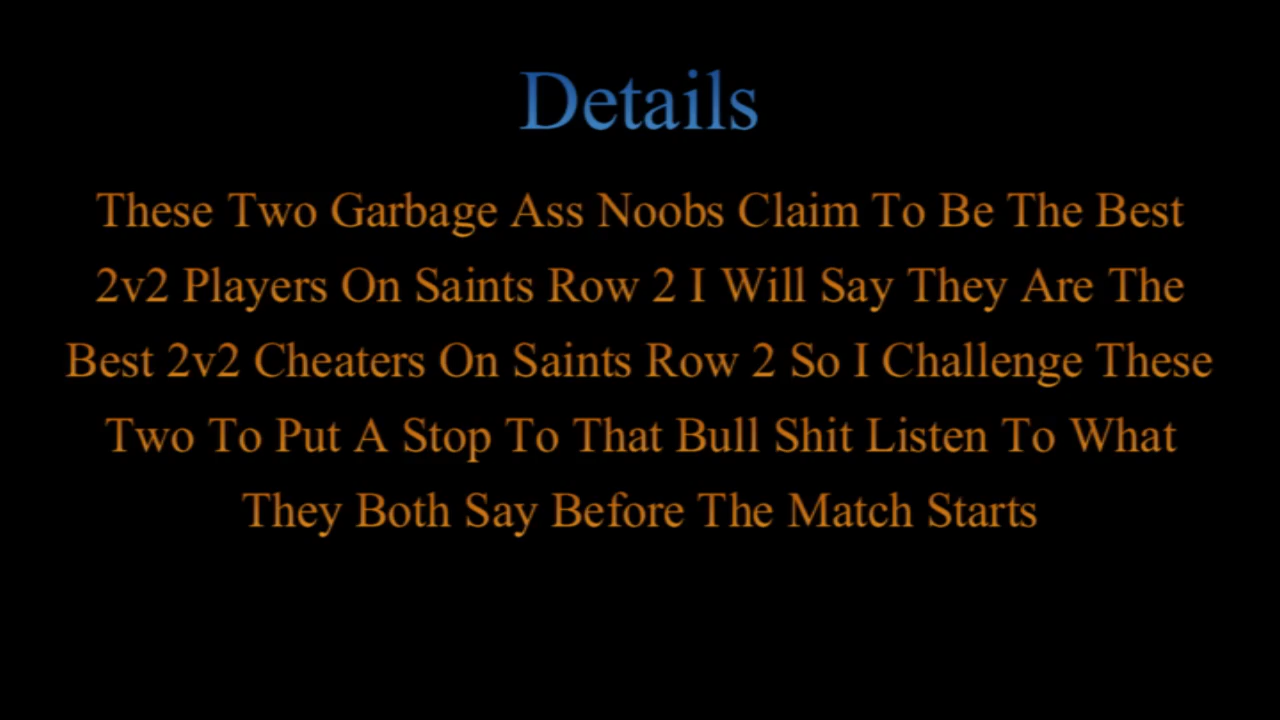 Details
These Two Garbage Ass Noobs Claim To Be The Best
2v2 Players On Saints Row 2 I Will Say They Are The
Best 2v2 Cheaters On Saints Row 2 So I Challenge These
Two To Put A Stop To That Bull Shit Listen To What
They Both Say Before The Match Starts